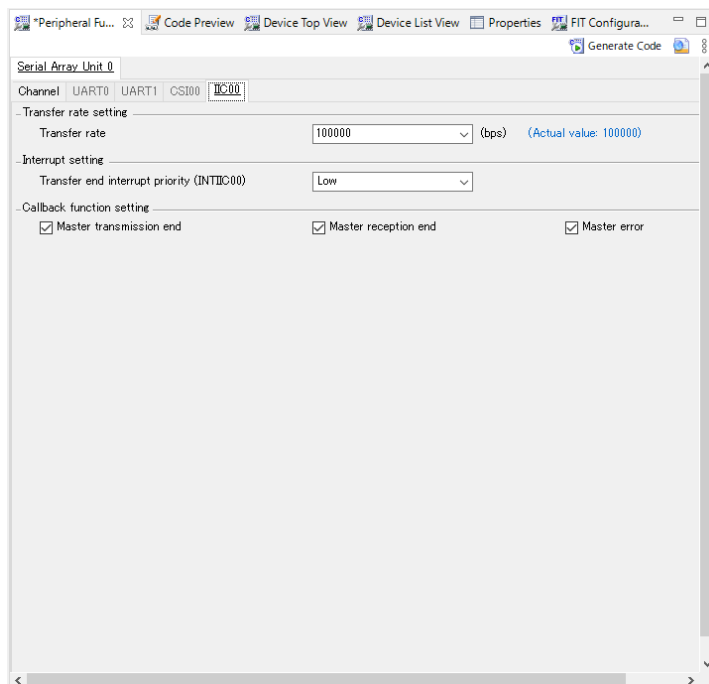 *Peripheral Fu... Code Preview Device Top View Device List View Properties FIT Configura...
Generate Code
Serial Array Unit 0
Channel UART0 UART1 CSI00 IIC00
Transfer rate setting
Transfer rate 100000 (bps) (Actual value: 100000)
Interrupt setting
Transfer end interrupt priority (INTIIC00) Low
Callback function setting
Master transmission end Master reception end Master error